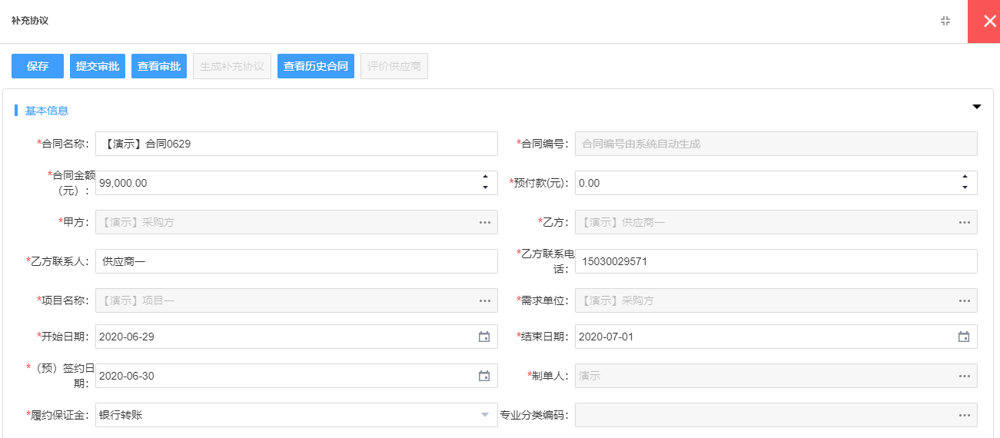 补充协议
保存 提交审批 查看审批 生成补充协议 查看历史合同 评价供应商
基本信息
*合同名称: 【演示】合同0629 *合同编号: 合同编号由系统自动生成
*合同金额
（元）: 99,000.00 *预付款(元): 0.00
*甲方: 【演示】采购方 ... *乙方: 【演示】供应商一 ...
*乙方联系人: 供应商一 *乙方联系电
话: 15030029571
*项目名称: 【演示】项目一 ... *需求单位: 【演示】采购方 ...
*开始日期: 2020-06-29 *结束日期: 2020-07-01
*（预）签约日
期: 2020-06-30 *制单人: 演示 ...
*履约保证金: 银行转账 专业分类编码: ...